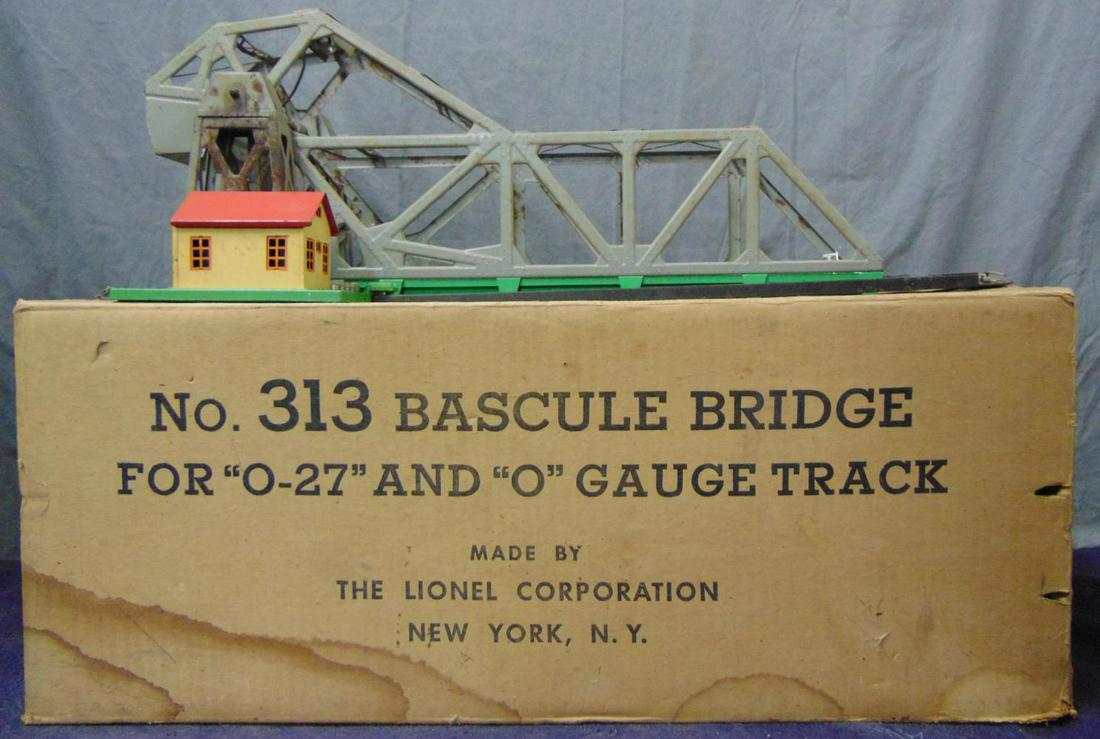 No. 313 BASCULE BRIDGE
FOR "O-27" AND "O" GAUGE TRACK
MADE BY
THE LIONEL CORPORATION
NEW YORK, N.Y.